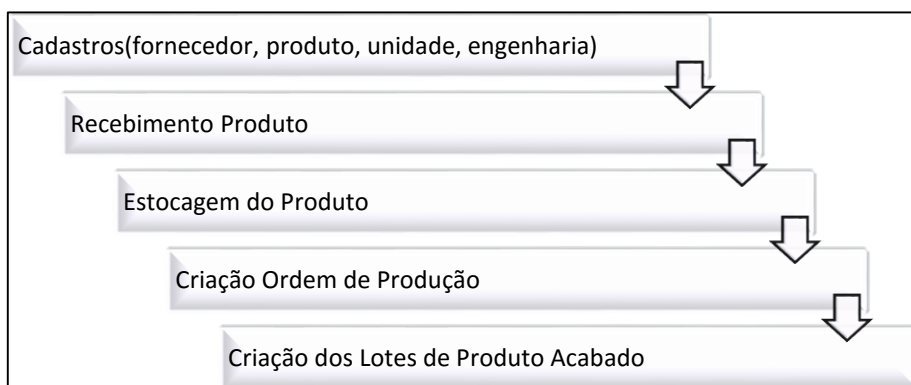 Cadastros(fornecedor, produto, unidade, engenharia)
Recebimento Produto
Estocagem do Produto
Criação Ordem de Produção
Criação dos Lotes de Produto Acabado